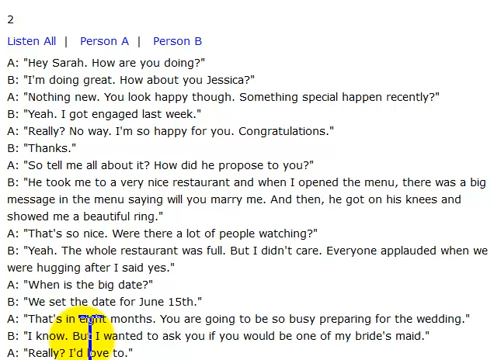 2
Listen All | Person A | Person B
A: "Hey Sarah. How are you doing?"
B: "I'm doing great. How about you Jessica?"
A: "Nothing new. You look happy though. Something special happen recently?"
B: "Yeah. I got engaged last week."
A: "Really? No way. I'm so happy for you. Congratulations."
B: "Thanks."
A: "So tell me all about it? How did he propose to you?"
B: "He took me to a very nice restaurant and when I opened the menu, there was a big
message in the menu saying will you marry me. And then, he got on his knees and
showed me a beautiful ring."
A: "That's so nice. Were there a lot of people watching?"
B: "Yeah. The whole restaurant was full. But I didn't care. Everyone applauded when we
were hugging after I said yes."
A: "When is the big date?"
B: "We set the date for June 15th."
A: "That's in eight months. You are going to be so busy preparing for the wedding."
B: "I know. But I wanted to ask you if you would be one of my bride's maid."
A: "Really? I'd love to."